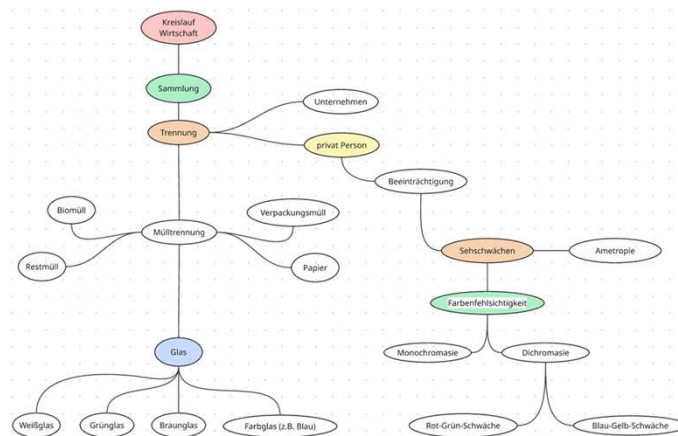 Kreislauf
Wirtschaft
Sammlung
Unternehmen
Trennung
privat Person
Beeinträchtigung
Biomüll
Verpackungsmüll
Mülltrennung
Restmüll
Papier
Sehschwächen
Ametropie
Farbenfehlsichtigkeit
Glas
Monochromasie
Dichromasie
Weißglas
Grünglas
Braunglas
Farbglas (z.B. Blau)
Rot-Grün-Schwäche
Blau-Gelb-Schwäche